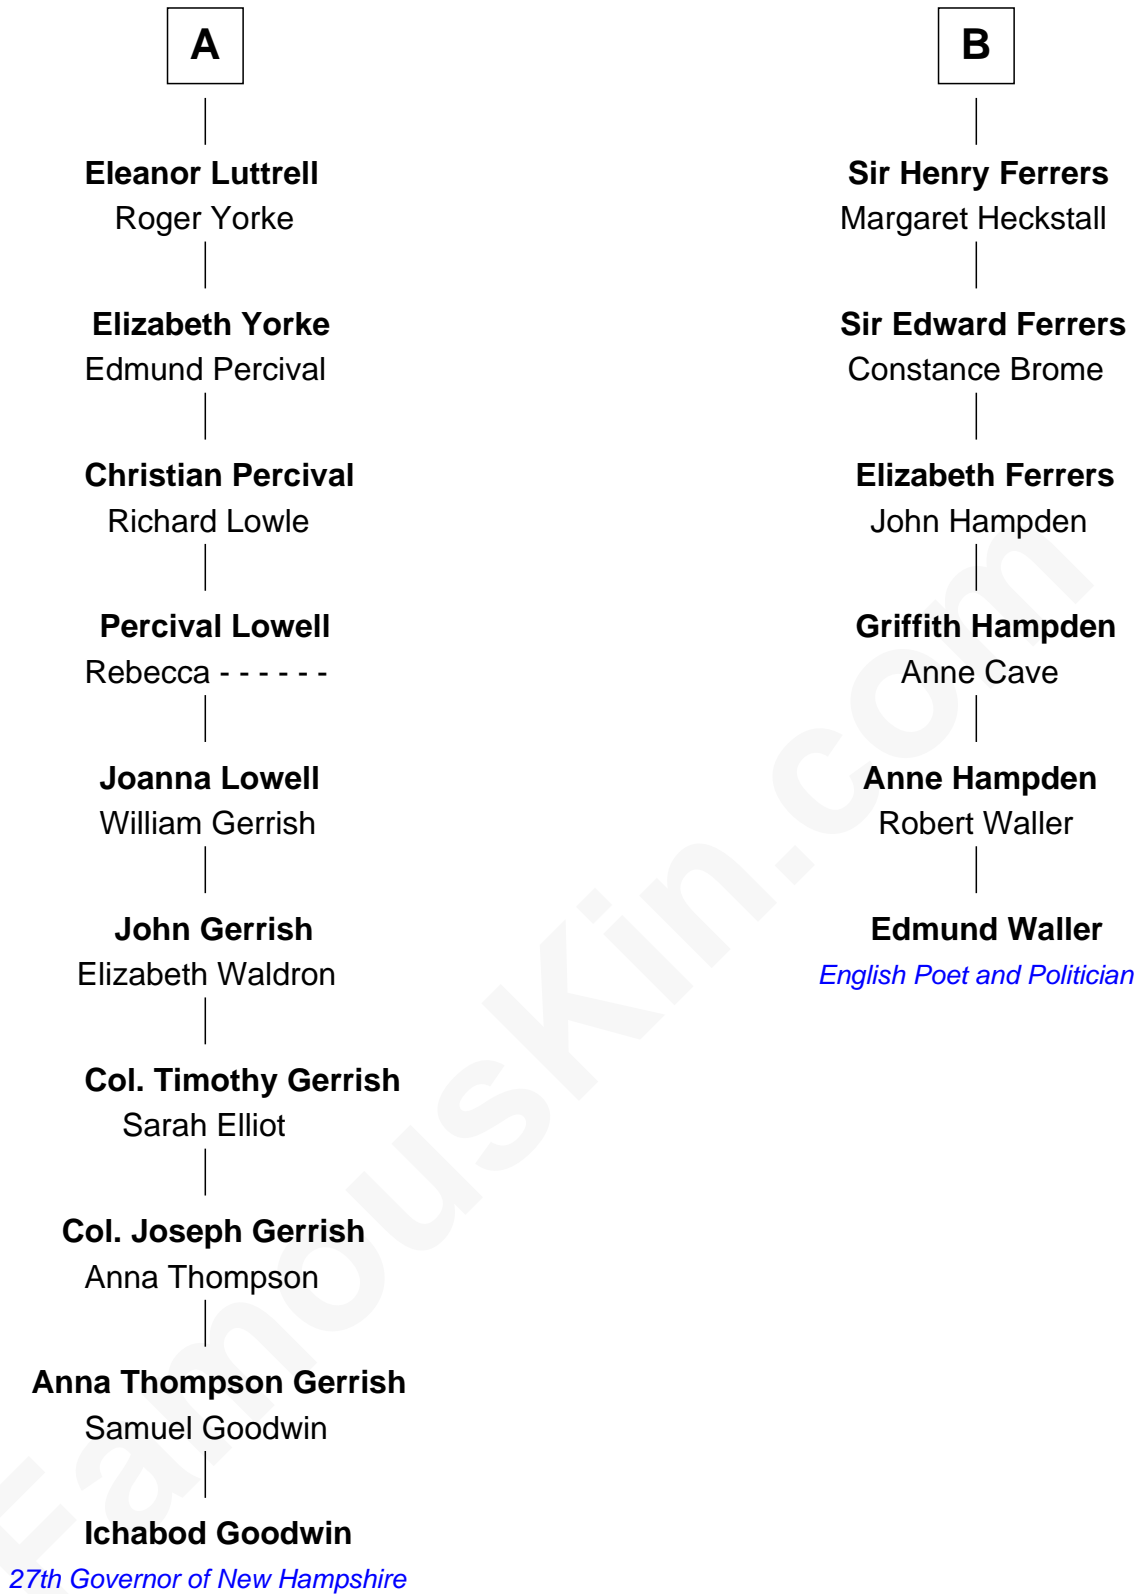 A
Eleanor Luttrell
Roger Yorke
Elizabeth Yorke
Edmund Percival
Christian Percival
Richard Lowle
Percival Lowell
Rebecca - - - - - -
Joanna Lowell
William Gerrish
John Gerrish
Elizabeth Waldron
Col. Timothy Gerrish
Sarah Elliot
Col. Joseph Gerrish
Anna Thompson
Anna Thompson Gerrish
Samuel Goodwin
Ichabod Goodwin
27th Governor of New Hampshire
B
Sir Henry Ferrers
Margaret Heckstall
Sir Edward Ferrers
Constance Brome
Elizabeth Ferrers
John Hampden
Griffith Hampden
Anne Cave
Anne Hampden
Robert Waller
Edmund Waller
English Poet and Politician
FamousKin.com